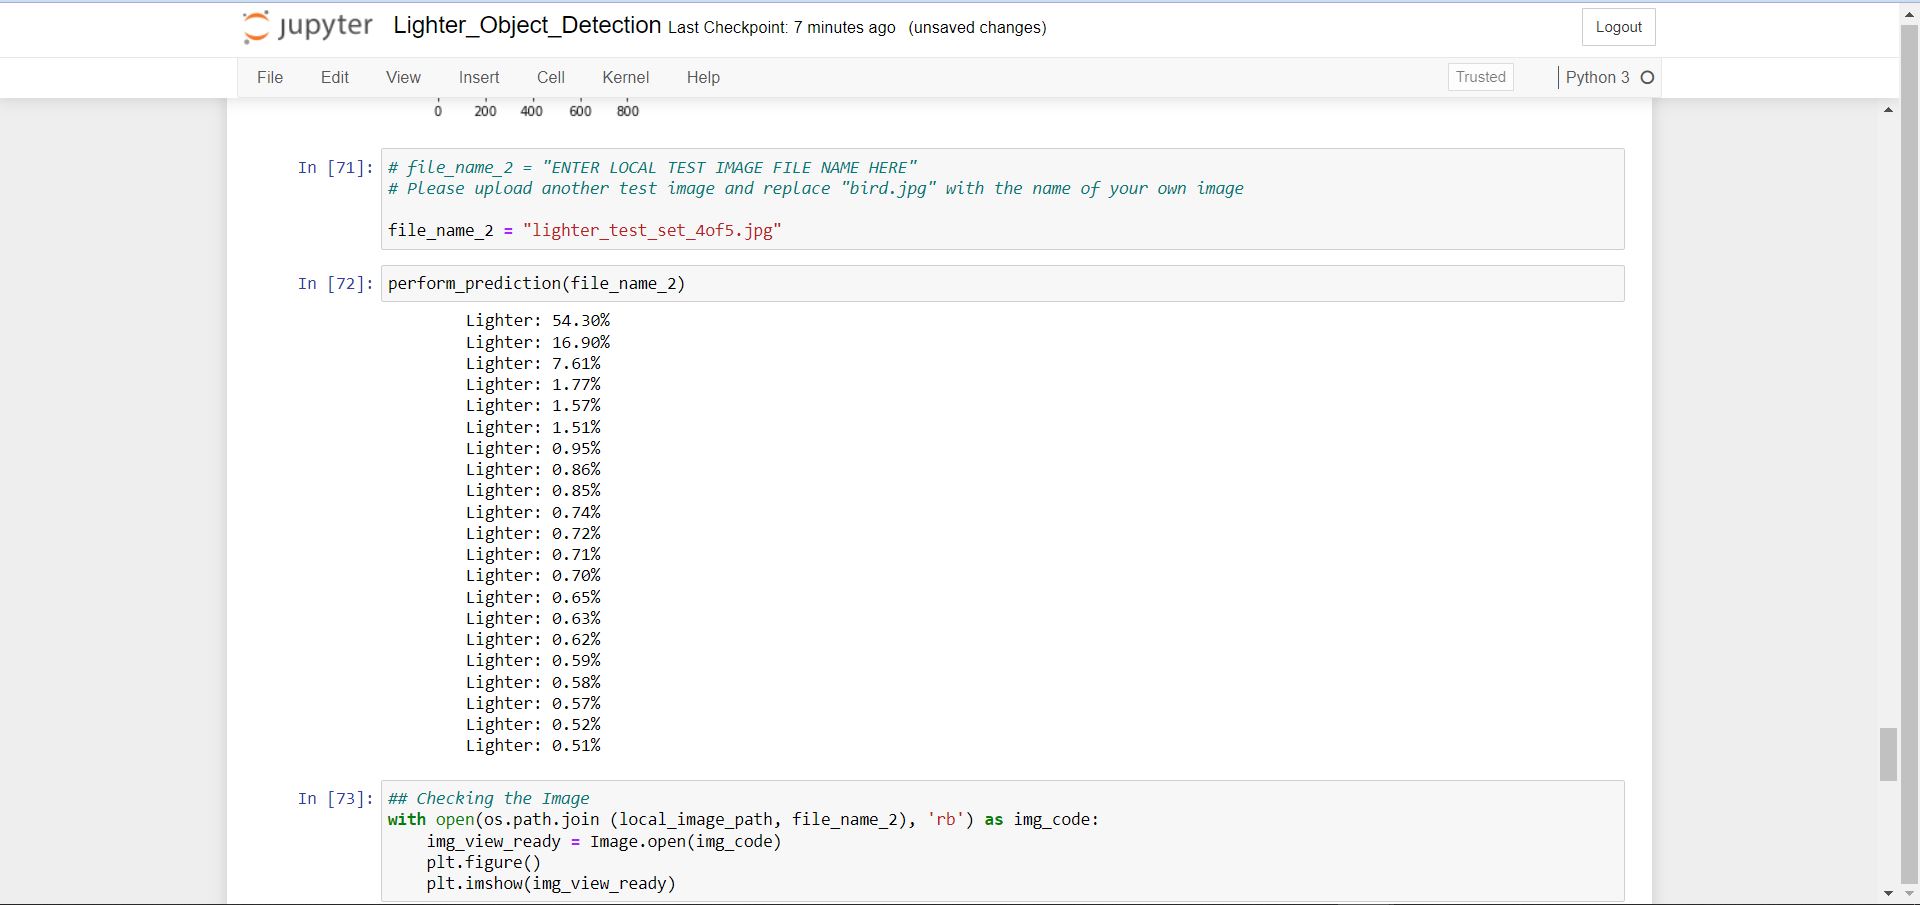 jupyter Lighter_Object_Detection Last Checkpoint: 7 minutes ago (unsaved changes) Logout
File Edit View Insert Cell Kernel Help Trusted Python 3
0 200 400 600 800
In [71]: # file_name_2 = "ENTER LOCAL TEST IMAGE FILE NAME HERE"
# Please upload another test image and replace "bird.jpg" with the name of your own image
file_name_2 = "lighter_test_set_4of5.jpg"
In [72]: perform_prediction(file_name_2)
Lighter: 54.30%
Lighter: 16.90%
Lighter: 7.61%
Lighter: 1.77%
Lighter: 1.57%
Lighter: 1.51%
Lighter: 0.95%
Lighter: 0.86%
Lighter: 0.85%
Lighter: 0.74%
Lighter: 0.72%
Lighter: 0.71%
Lighter: 0.70%
Lighter: 0.65%
Lighter: 0.63%
Lighter: 0.62%
Lighter: 0.59%
Lighter: 0.58%
Lighter: 0.57%
Lighter: 0.52%
Lighter: 0.51%
In [73]: ## Checking the Image
with open(os.path.join (local_image_path, file_name_2), 'rb') as img_code:
    img_view_ready = Image.open(img_code)
    plt.figure()
    plt.imshow(img_view_ready)